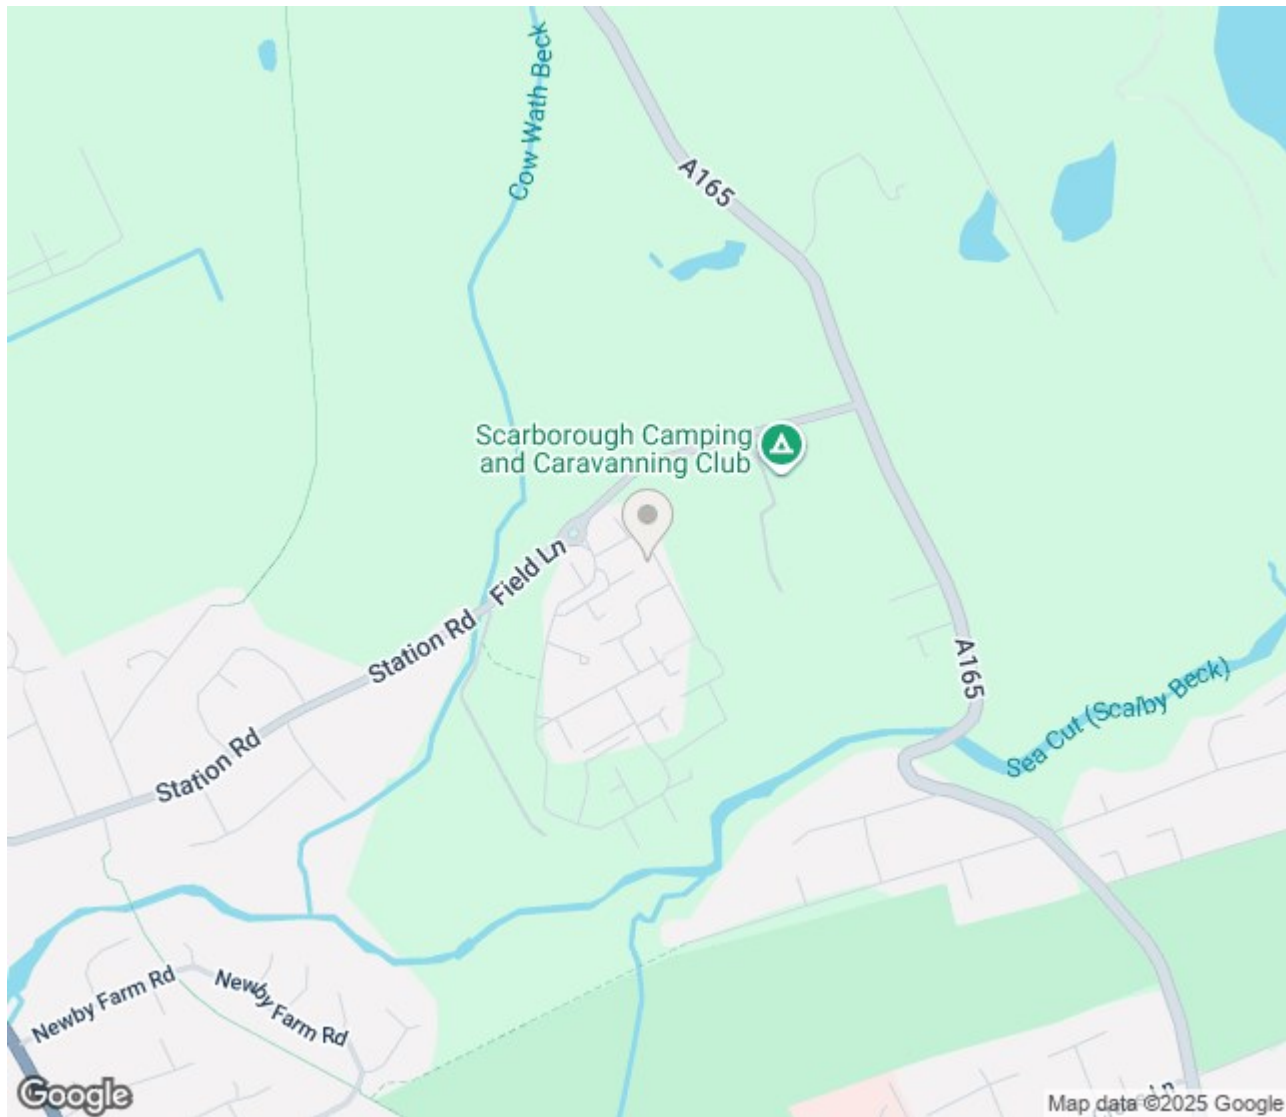 Cow Wath Beck
A165
Scarborough Camping
and Caravanning Club
Field Ln
Station Rd
A165
Sea Cut (Scalby Beck)
Station Rd
Newby Farm Rd
Newby Farm Rd
Google
Ln
Map data ©2025 Google